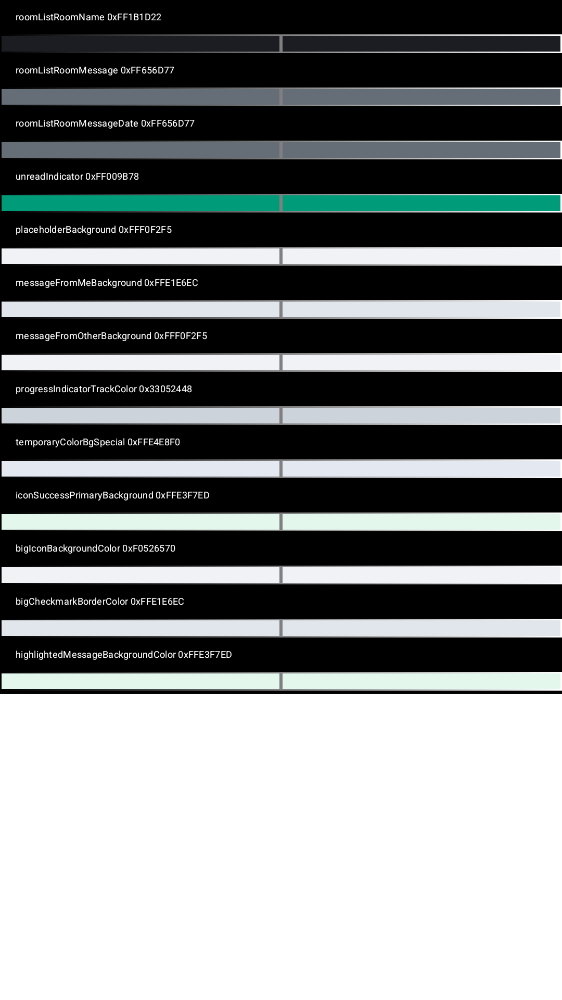 roomListRoomName 0xFF1B1D22
roomListRoomMessage 0xFF656D77
roomListRoomMessageDate 0xFF656D77
unreadIndicator 0xFF009B78
placeholderBackground 0xFFF0F2F5
messageFromMeBackground 0xFFE1E6EC
messageFromOtherBackground 0xFFF0F2F5
progressIndicatorTrackColor 0x33052448
temporaryColorBgSpecial 0xFFE4E8F0
iconSuccessPrimaryBackground 0xFFE3F7ED
bigIconBackgroundColor 0xF0526570
bigCheckmarkBorderColor 0xFFE1E6EC
highlightedMessageBackgroundColor 0xFFE3F7ED